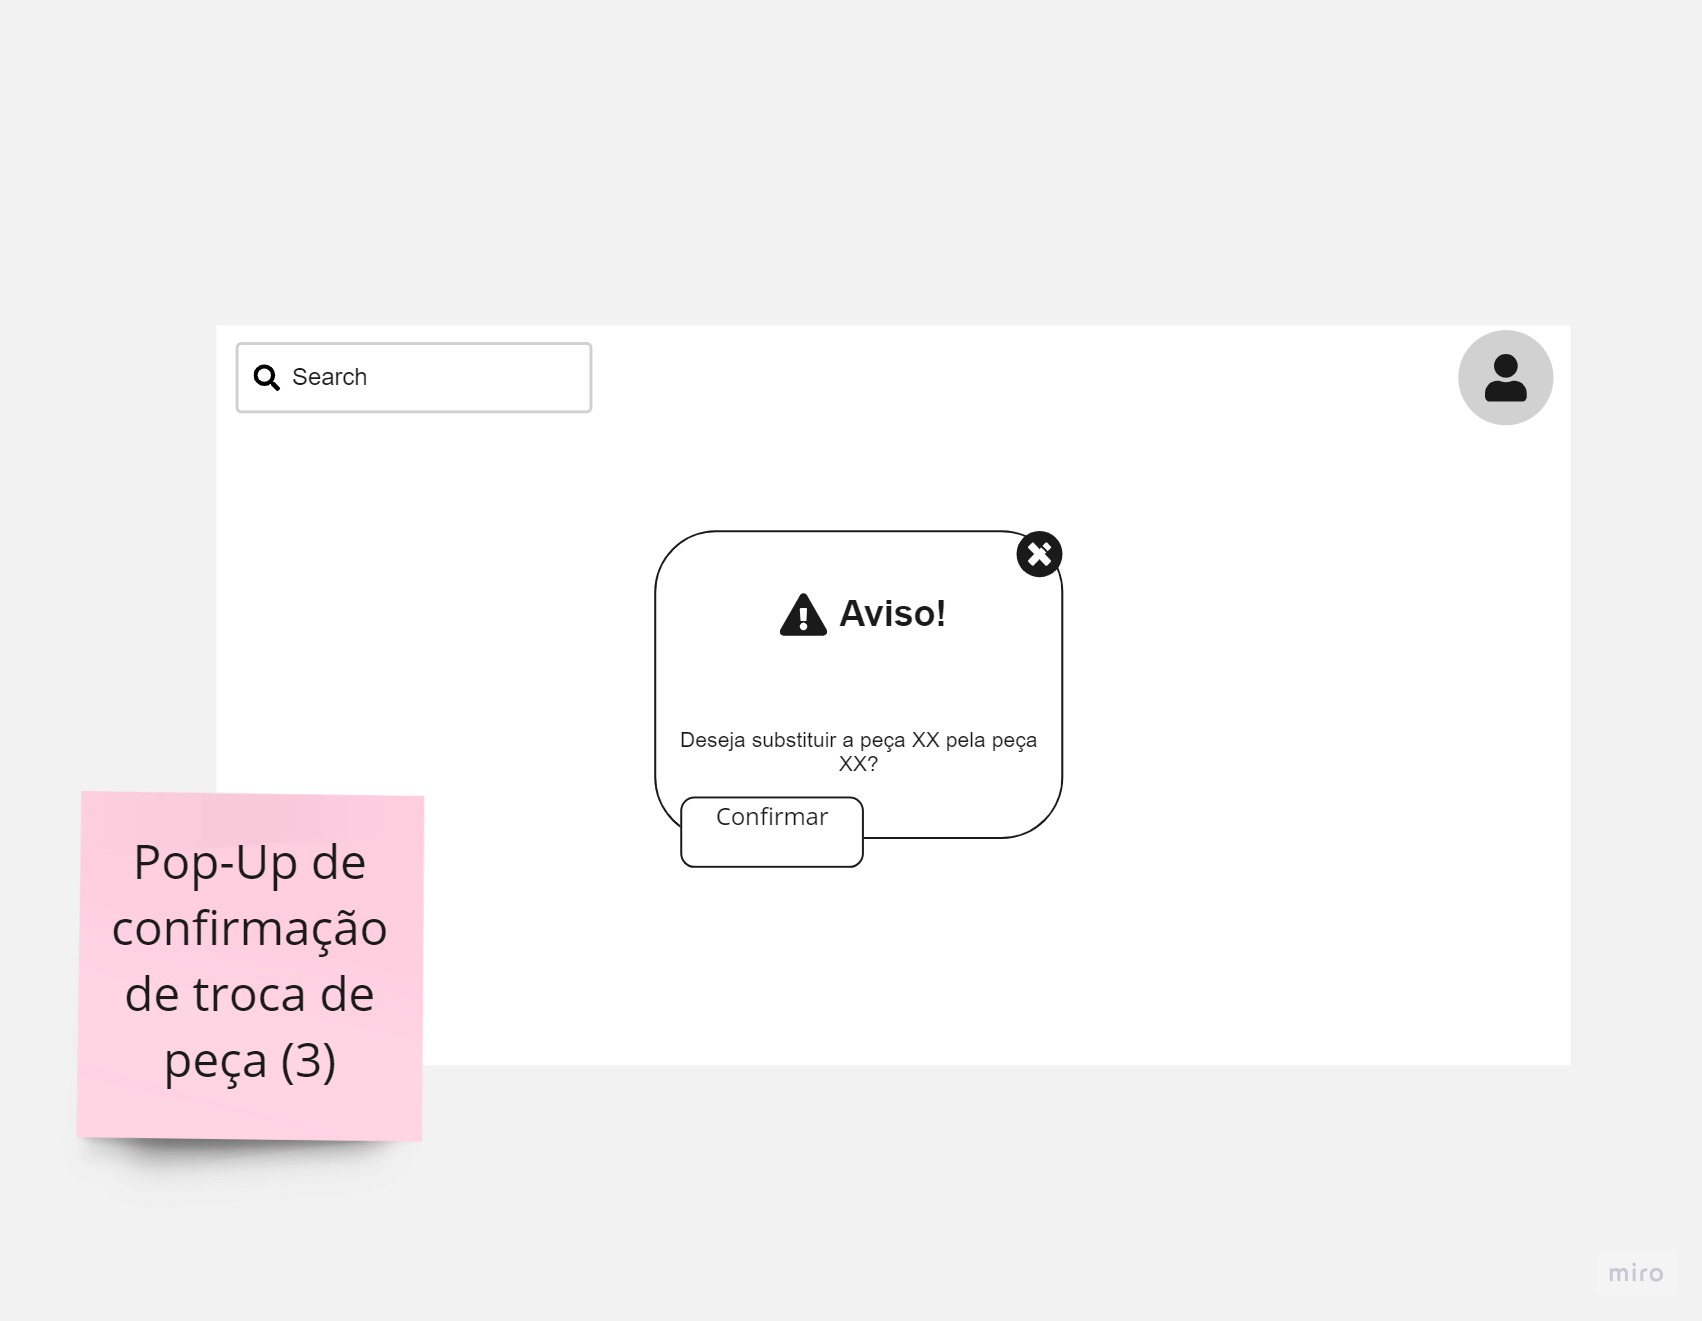 Search
Aviso!
Deseja substituir a peça XX pela peça
XX?
Confirmar
Pop-Up de
confirmação
de troca de
peça (3)
miro